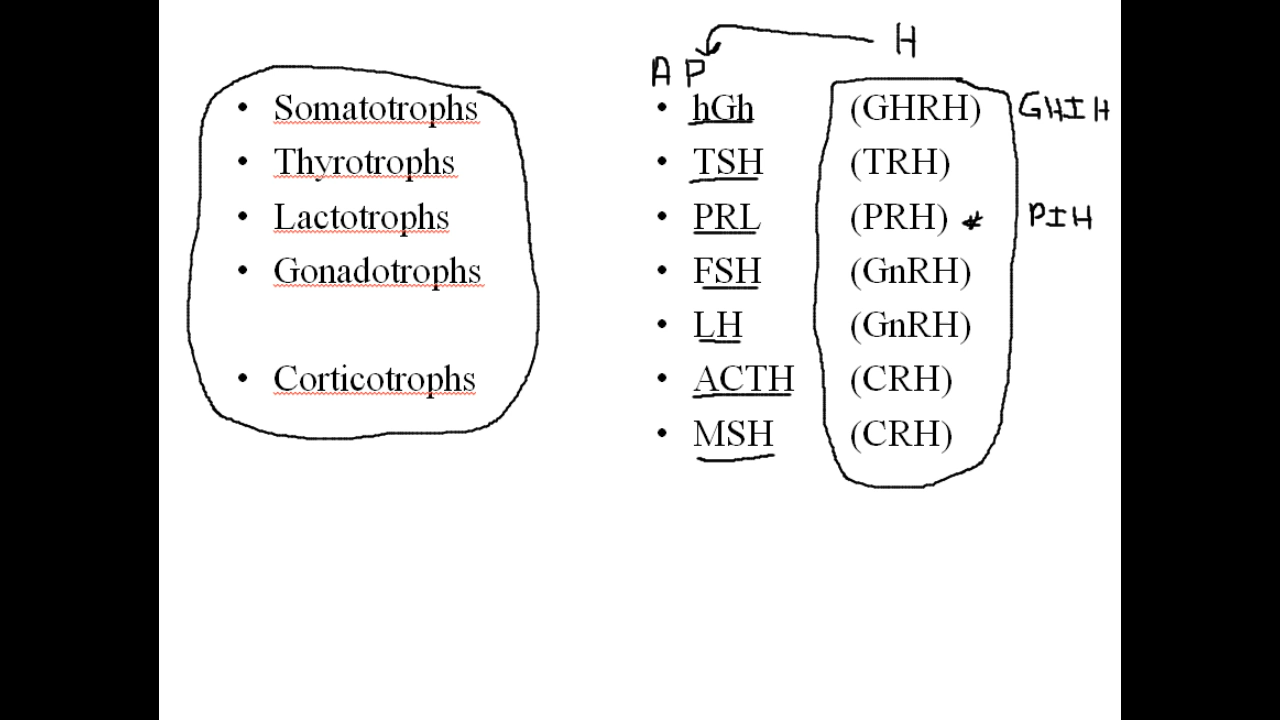 H
A P
• Somatotrophs • hGh (GHRH) GHIH
• Thyrotrophs • TSH (TRH)
• Lactotrophs • PRL (PRH) * PIH
• Gonadotrophs • FSH (GnRH)
• LH (GnRH)
• Corticotrophs • ACTH (CRH)
• MSH (CRH)